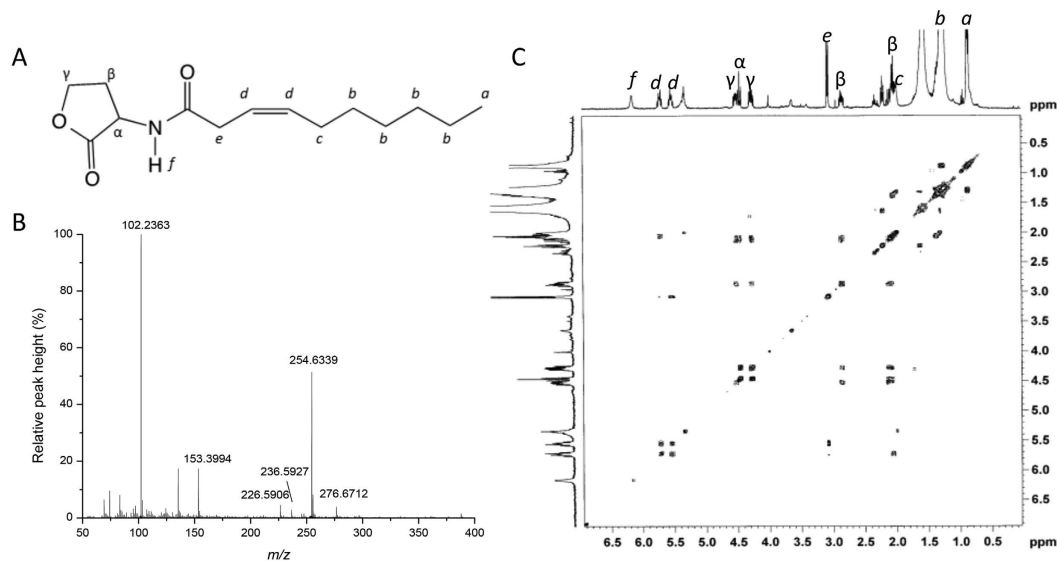 A
γ
β
O
O
α
N
H
f
O
e
d
d
c
b
b
b
b
a
B
102.2363
254.6339
153.3994
236.5927
226.5906
276.6712
100
80
60
40
20
0
Relative peak height (%)
50 100 150 200 250 300 350 400
m/z
C
f d d γ α γ e β β c b a
ppm
0.5
1.0
1.5
2.0
2.5
3.0
3.5
4.0
4.5
5.0
5.5
6.0
6.5
6.5 6.0 5.5 5.0 4.5 4.0 3.5 3.0 2.5 2.0 1.5 1.0 0.5 ppm